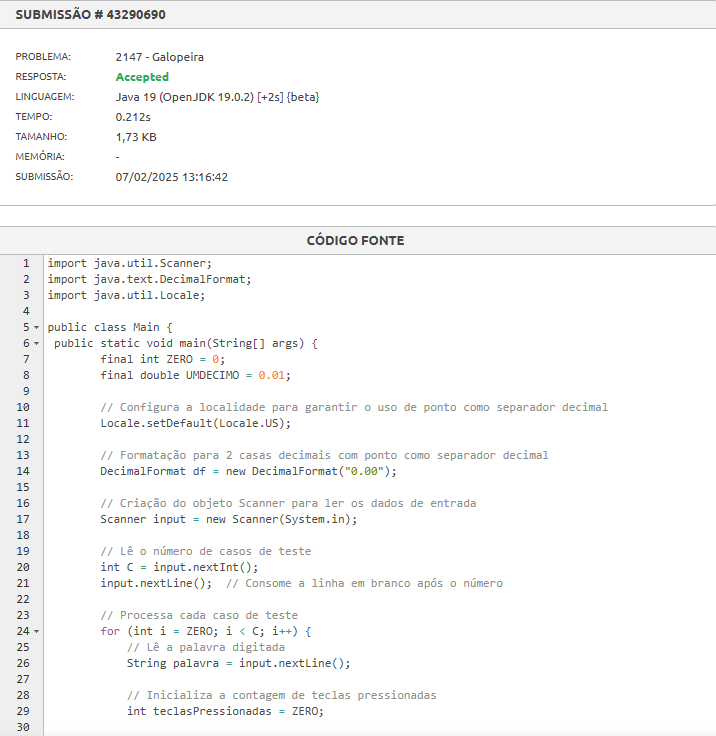 SUBMISSÃO # 43290690
PROBLEMA: 2147 - Galopeira
RESPOSTA: Accepted
LINGUAGEM: Java 19 (OpenJDK 19.0.2) [+2s] {beta}
TEMPO: 0.212s
TAMANHO: 1,73 KB
MEMÓRIA: -
SUBMISSÃO: 07/02/2025 13:16:42
CÓDIGO FONTE
1 import java.util.Scanner;
2 import java.text.DecimalFormat;
3 import java.util.Locale;
4
5 public class Main {
6 public static void main(String[] args) {
7 final int ZERO = 0;
8 final double UMDECIMO = 0.01;
9
10 // Configura a localidade para garantir o uso de ponto como separador decimal
11 Locale.setDefault(Locale.US);
12
13 // Formatação para 2 casas decimais com ponto como separador decimal
14 DecimalFormat df = new DecimalFormat("0.00");
15
16 // Criação do objeto Scanner para ler os dados de entrada
17 Scanner input = new Scanner(System.in);
18
19 // Lê o número de casos de teste
20 int C = input.nextInt();
21 input.nextLine();  // Consome a linha em branco após o número
22
23 // Processa cada caso de teste
24 for (int i = ZERO; i < C; i++) {
25 // Lê a palavra digitada
26 String palavra = input.nextLine();
27
28 // Inicializa a contagem de teclas pressionadas
29 int teclasPressionadas = ZERO;
30